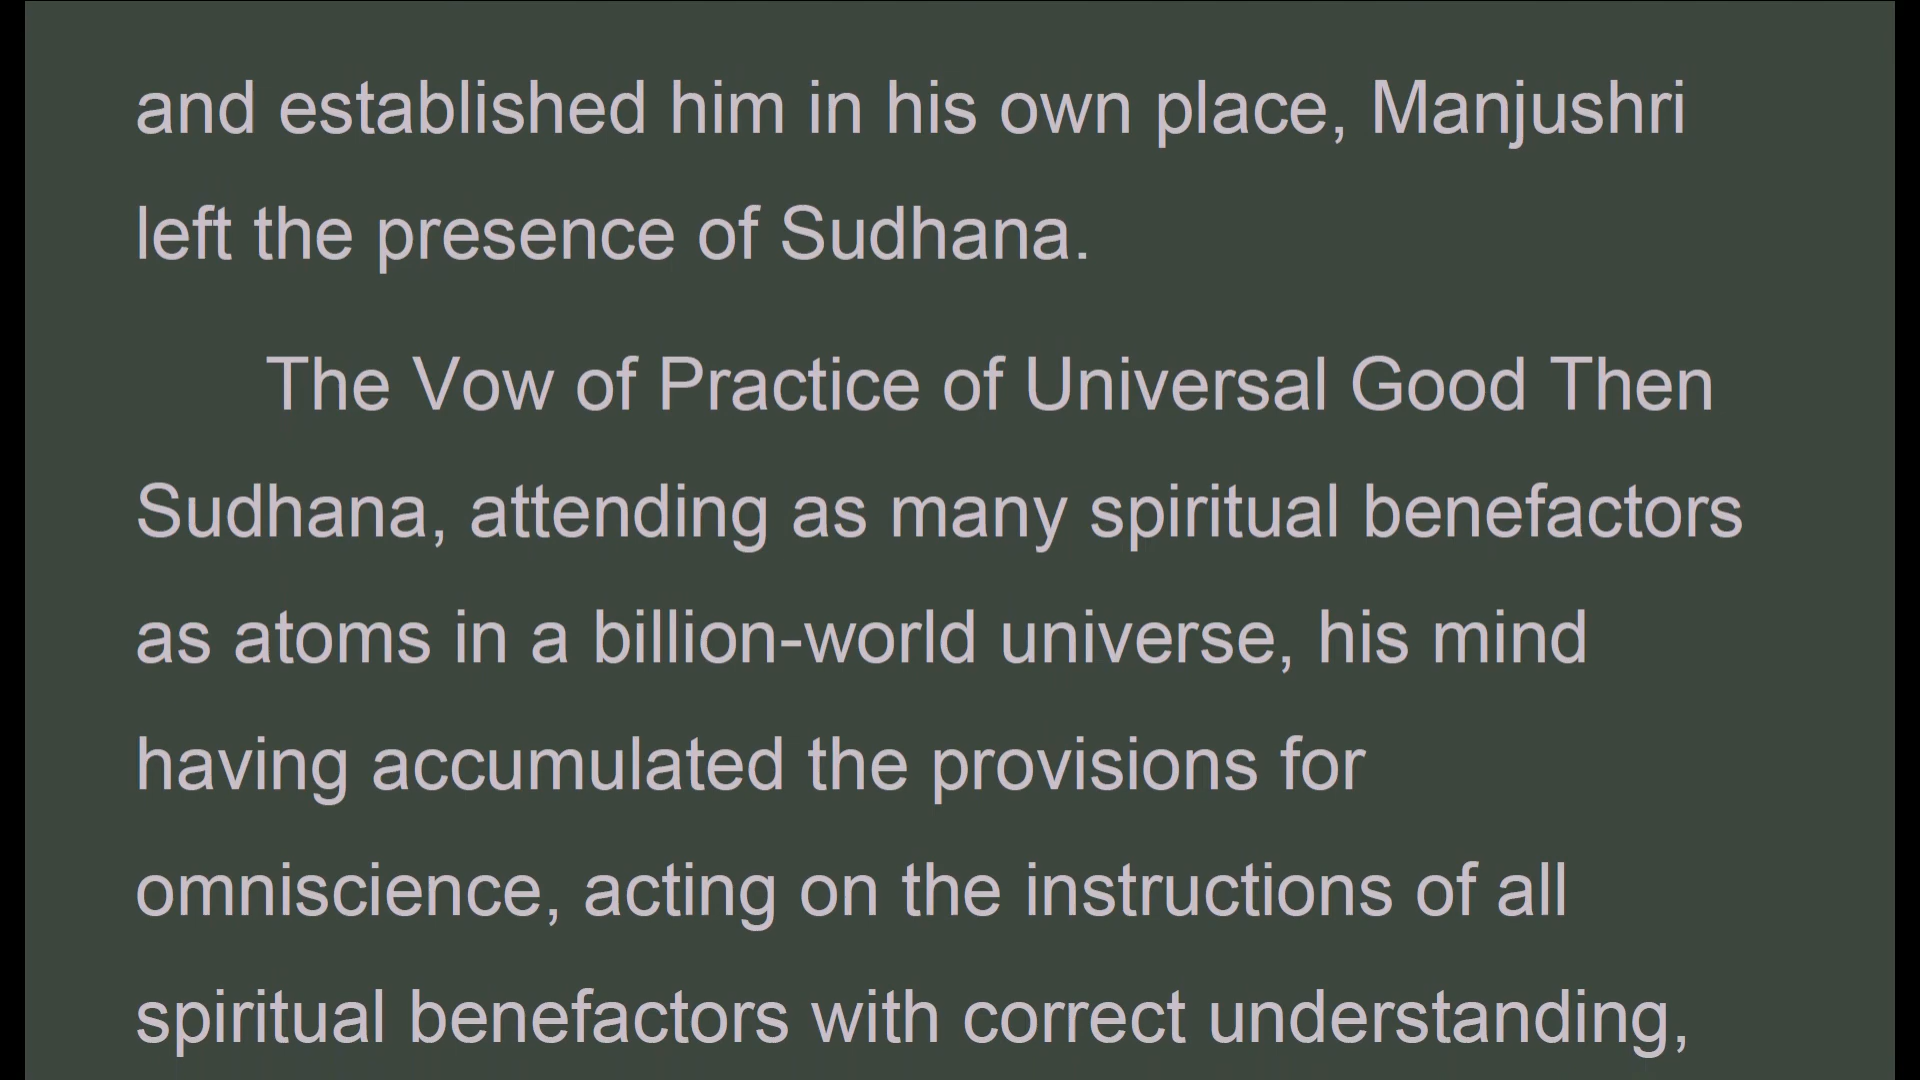 and established him in his own place, Manjushri
left the presence of Sudhana.
The Vow of Practice of Universal Good Then
Sudhana, attending as many spiritual benefactors
as atoms in a billion-world universe, his mind
having accumulated the provisions for
omniscience, acting on the instructions of all
spiritual benefactors with correct understanding,